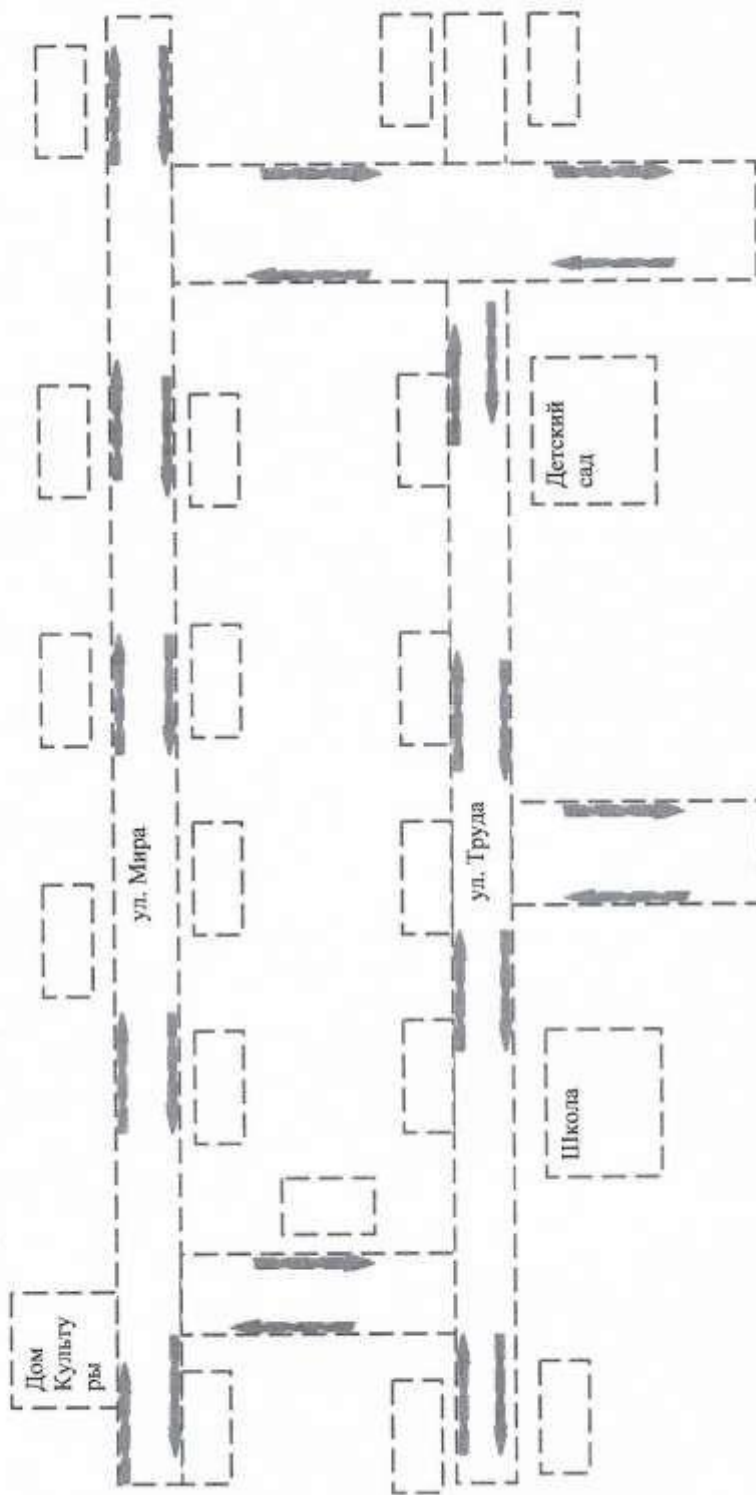 Дом
Культу
ры
ул. Мира
ул. Труда
Школа
Детский
сад